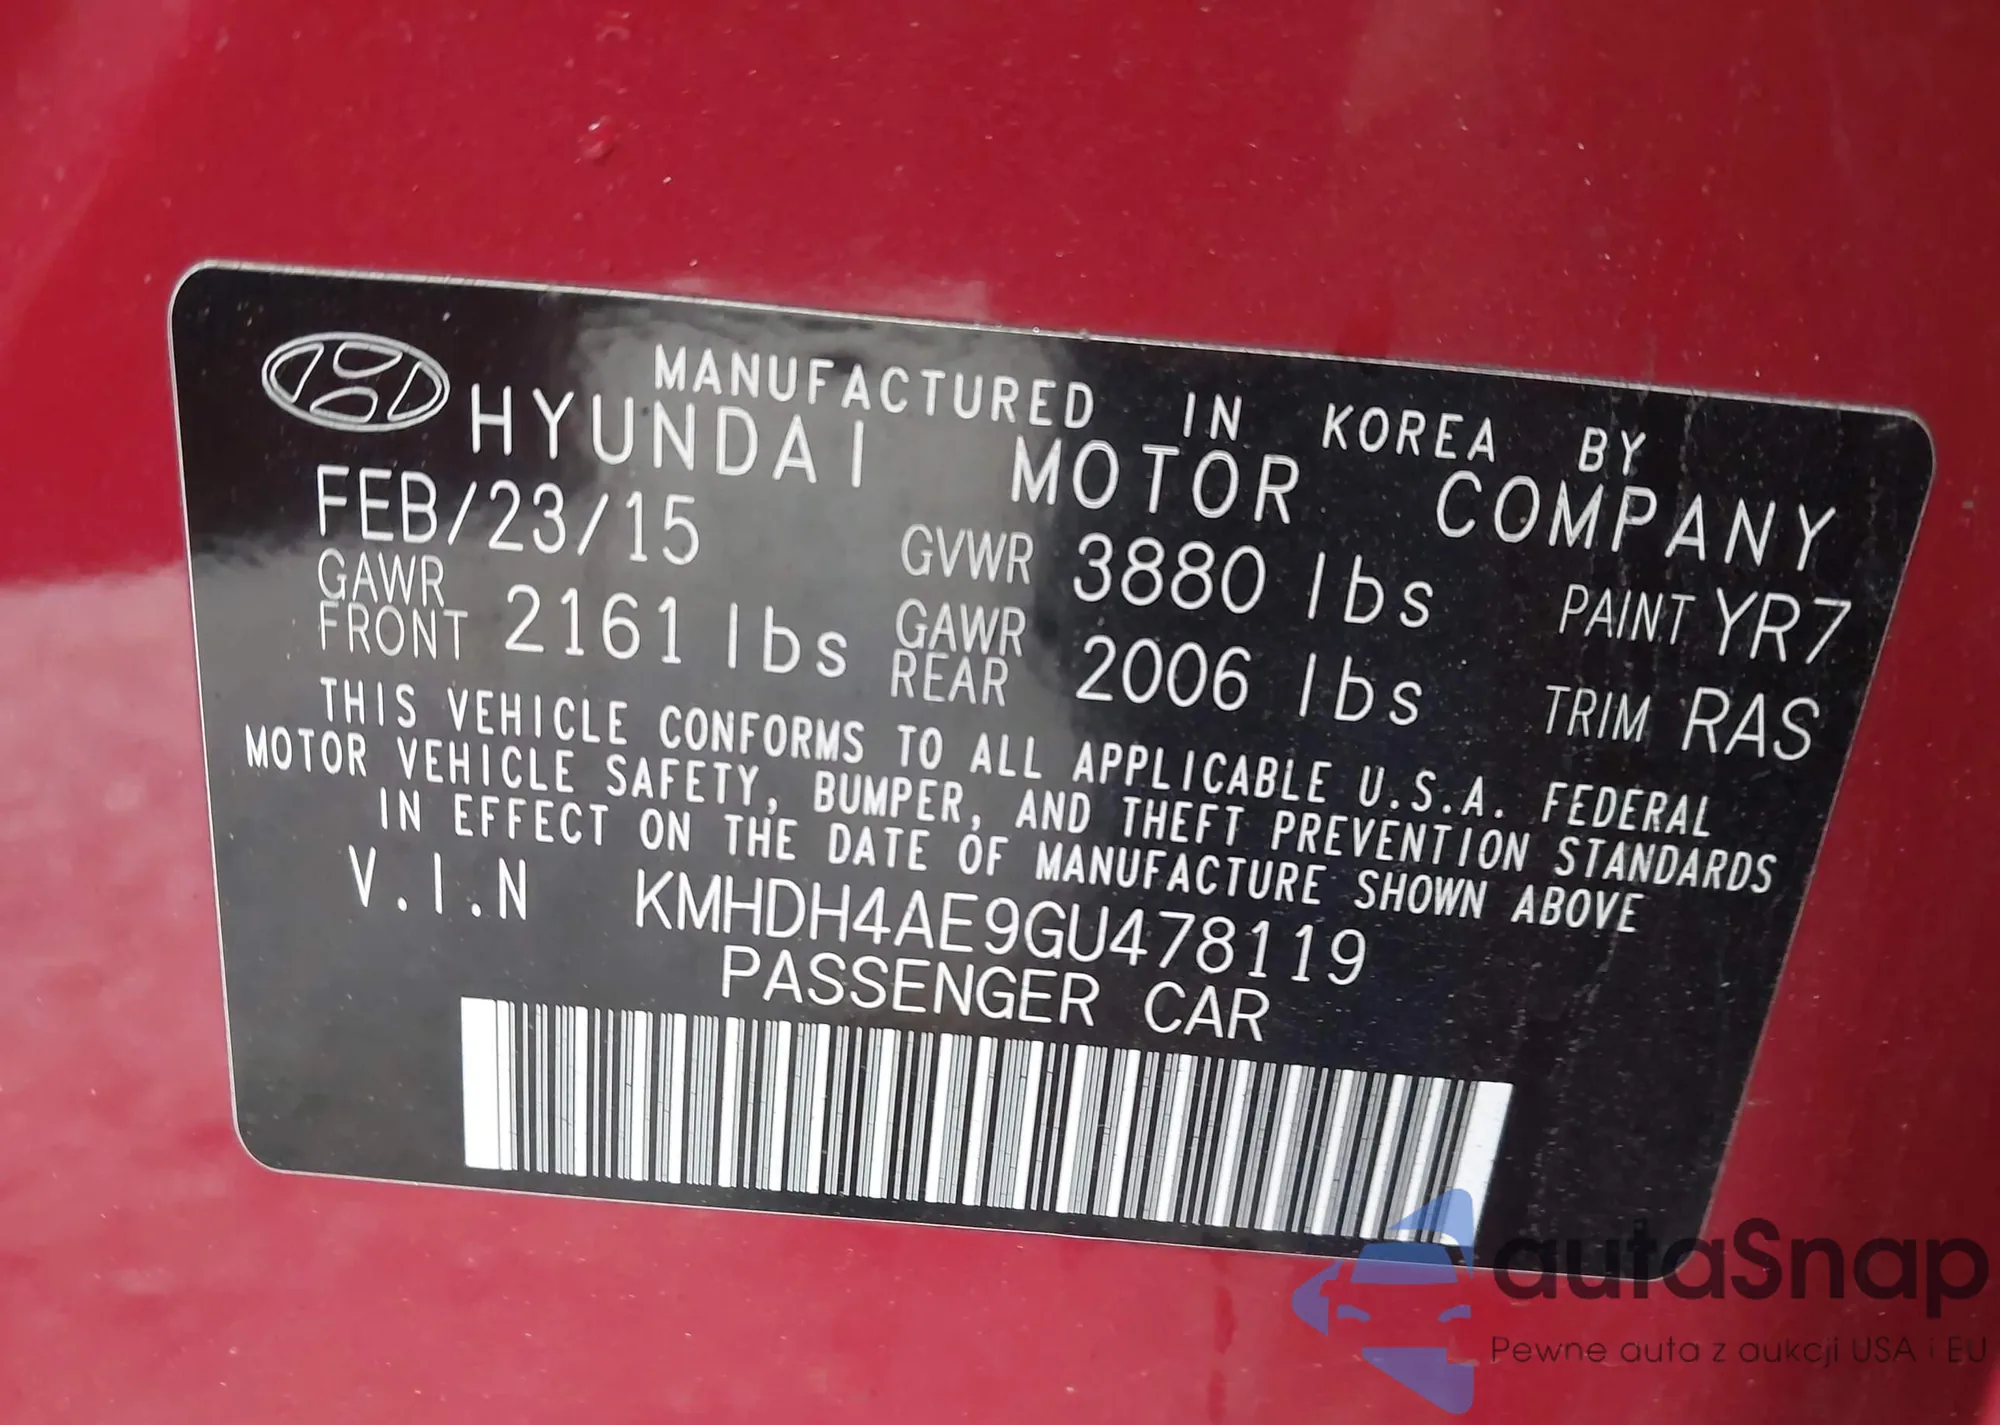 MANUFACTURED IN KOREA BY
HYUNDAI MOTOR COMPANY
FEB/23/15 GVWR 3880 lbs PAINT YR7
GAWR FRONT 2161 lbs GAWR REAR 2006 lbs TRIM RAS
THIS VEHICLE CONFORMS TO ALL APPLICABLE U.S.A. FEDERAL
MOTOR VEHICLE SAFETY, BUMPER, AND THEFT PREVENTION STANDARDS
IN EFFECT ON THE DATE OF MANUFACTURE SHOWN ABOVE
V.I.N KMHDH4AE9GU478119
PASSENGER CAR
autaSnap
Pewne auta z aukcji USA i EU